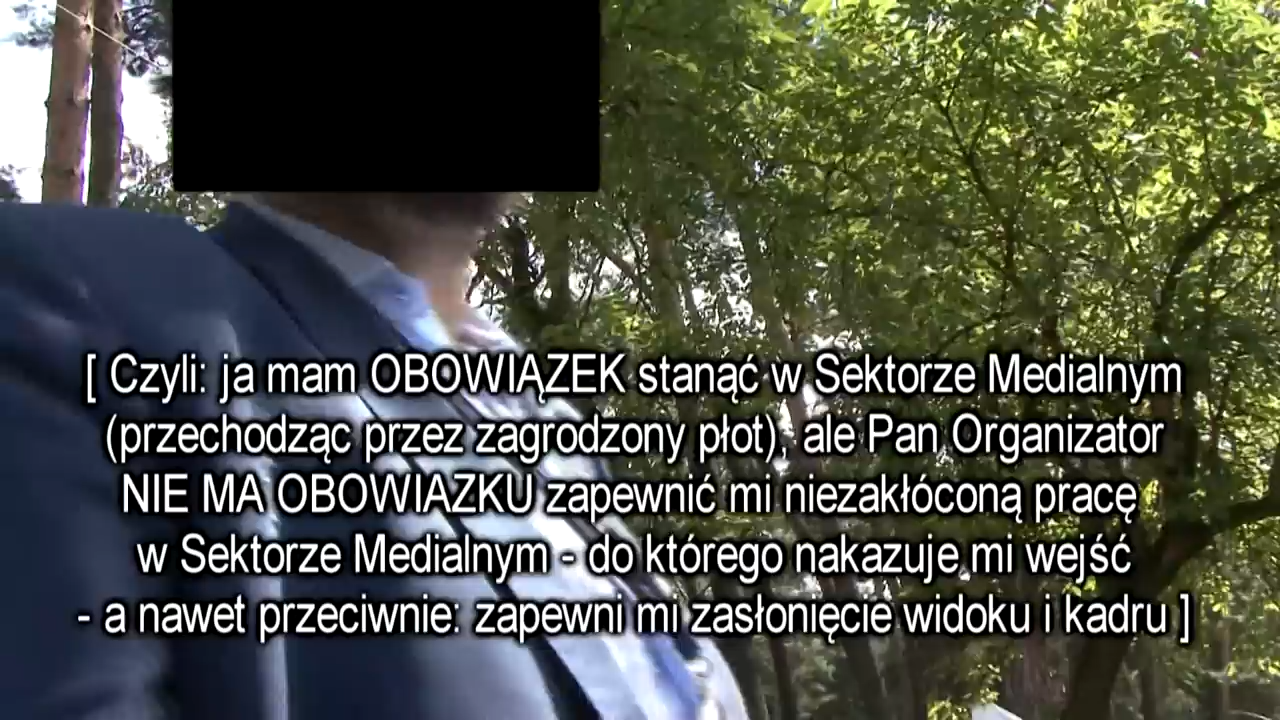 [ Czyli: ja mam OBOWIĄZEK stanąć w Sektorze Medialnym
(przechodząc przez zagrodzony płot), ale Pan Organizator
NIE MA OBOWIAZKU zapewnić mi niezakłóconą pracę
w Sektorze Medialnym - do którego nakazuje mi wejść
- a nawet przeciwnie: zapewni mi zasłonięcie widoku i kadru ]